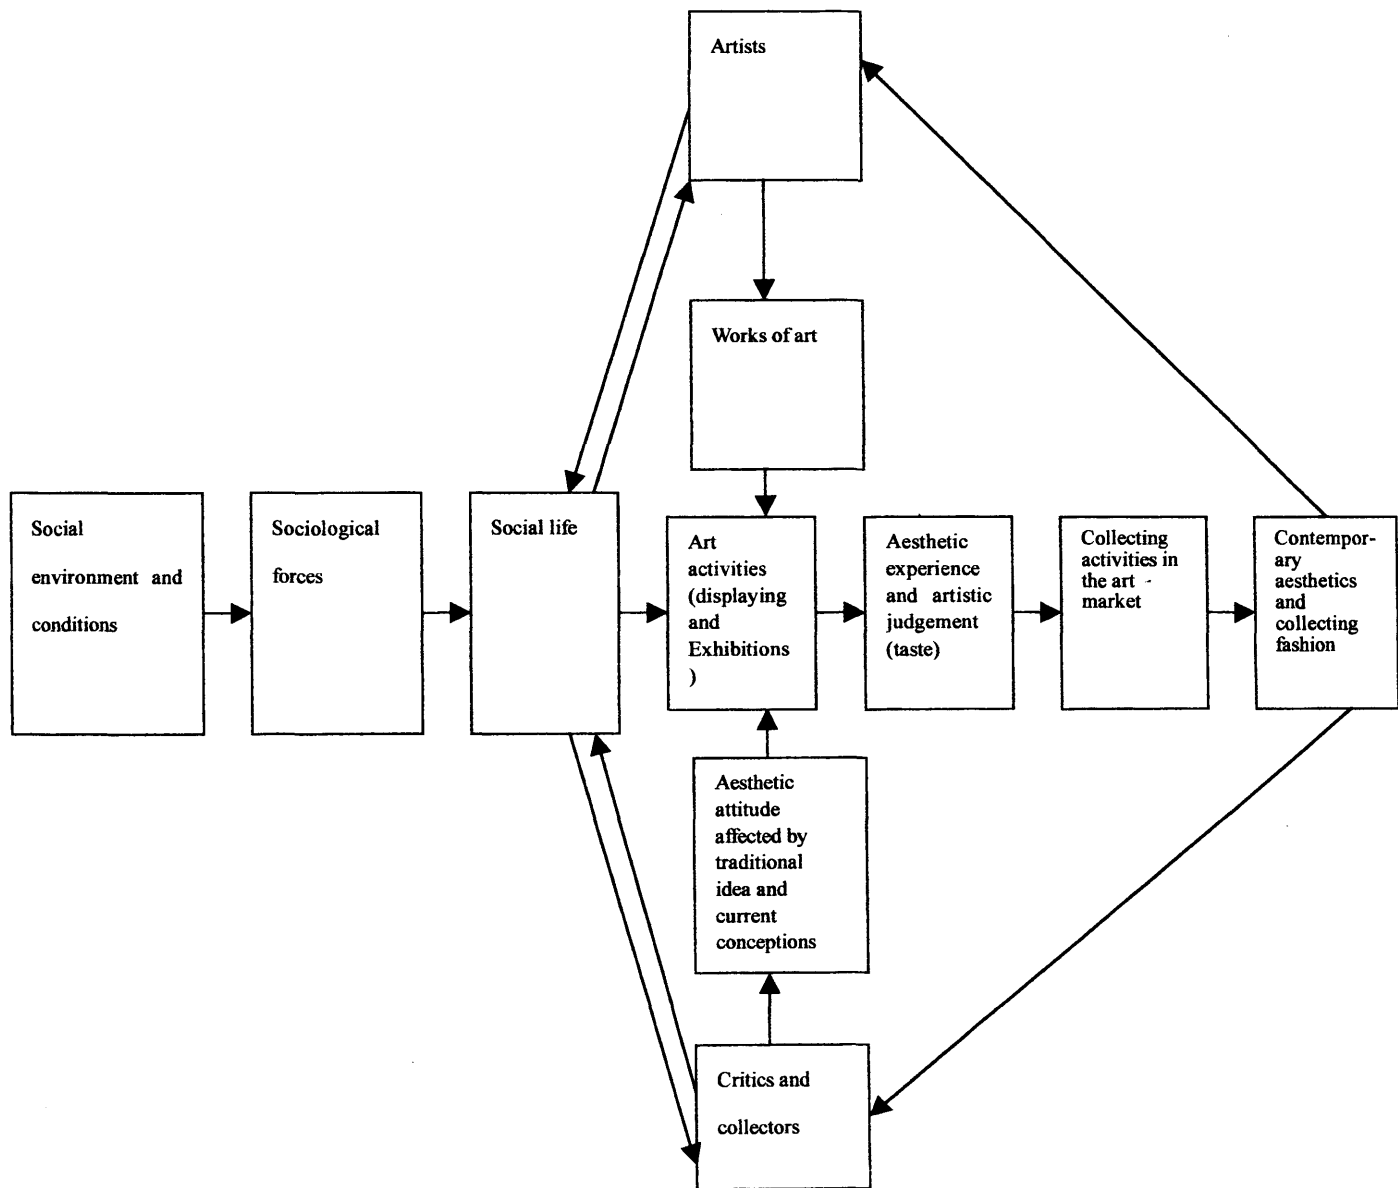 Artists
Works of art
Social
environment and
conditions
Sociological
forces
Social life
Art
activities
(displaying
and
Exhibitions
)
Aesthetic
experience
and artistic
judgement
(taste)
Collecting
activities in
the art
market
Contempor-
ary
aesthetics
and
collecting
fashion
Aesthetic
attitude
affected by
traditional
idea and
current
conceptions
Critics and
collectors